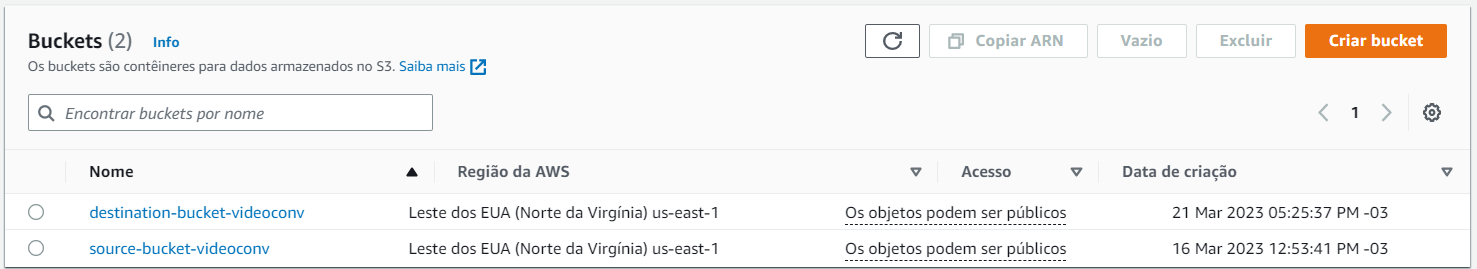 Buckets (2) Info
Copiar ARN Vazio Excluir Criar bucket
Os buckets são contêineres para dados armazenados no S3. Saiba mais
Encontrar buckets por nome
1
Nome Região da AWS Acesso Data de criação
destination-bucket-videoconv Leste dos EUA (Norte da Virgínia) us-east-1 Os objetos podem ser públicos 21 Mar 2023 05:25:37 PM -03
source-bucket-videoconv Leste dos EUA (Norte da Virgínia) us-east-1 Os objetos podem ser públicos 16 Mar 2023 12:53:41 PM -03